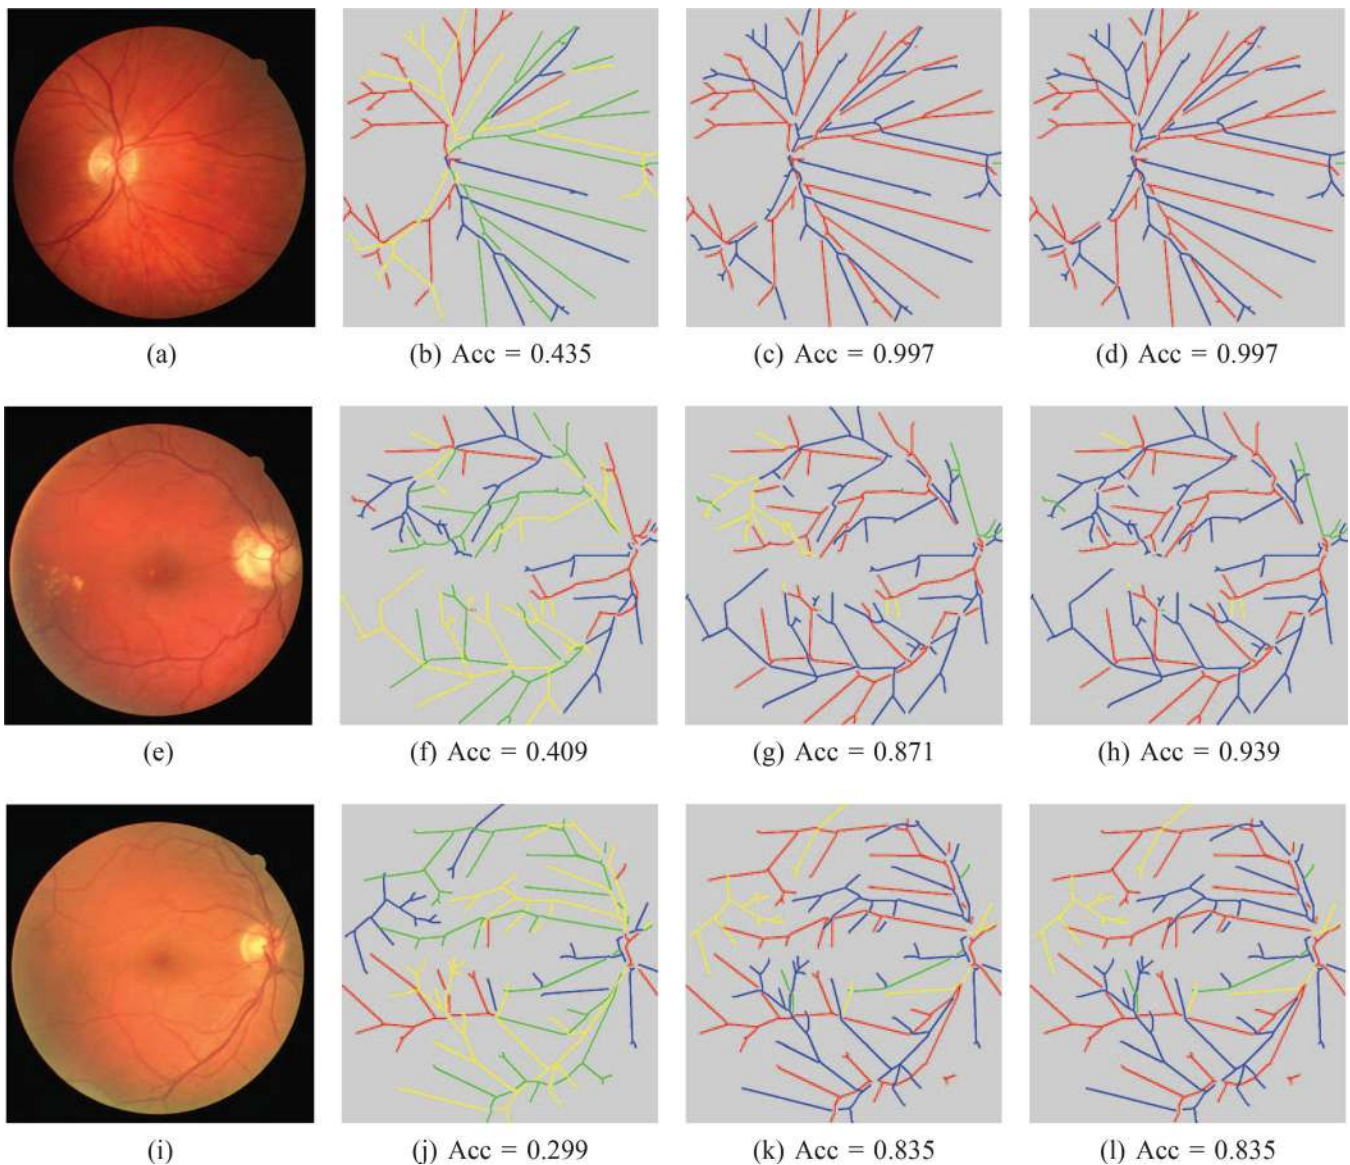 (a)
(b) Acc = 0.435
(c) Acc = 0.997
(d) Acc = 0.997
(e)
(f) Acc = 0.409
(g) Acc = 0.871
(h) Acc = 0.939
(i)
(j) Acc = 0.299
(k) Acc = 0.835
(l) Acc = 0.835